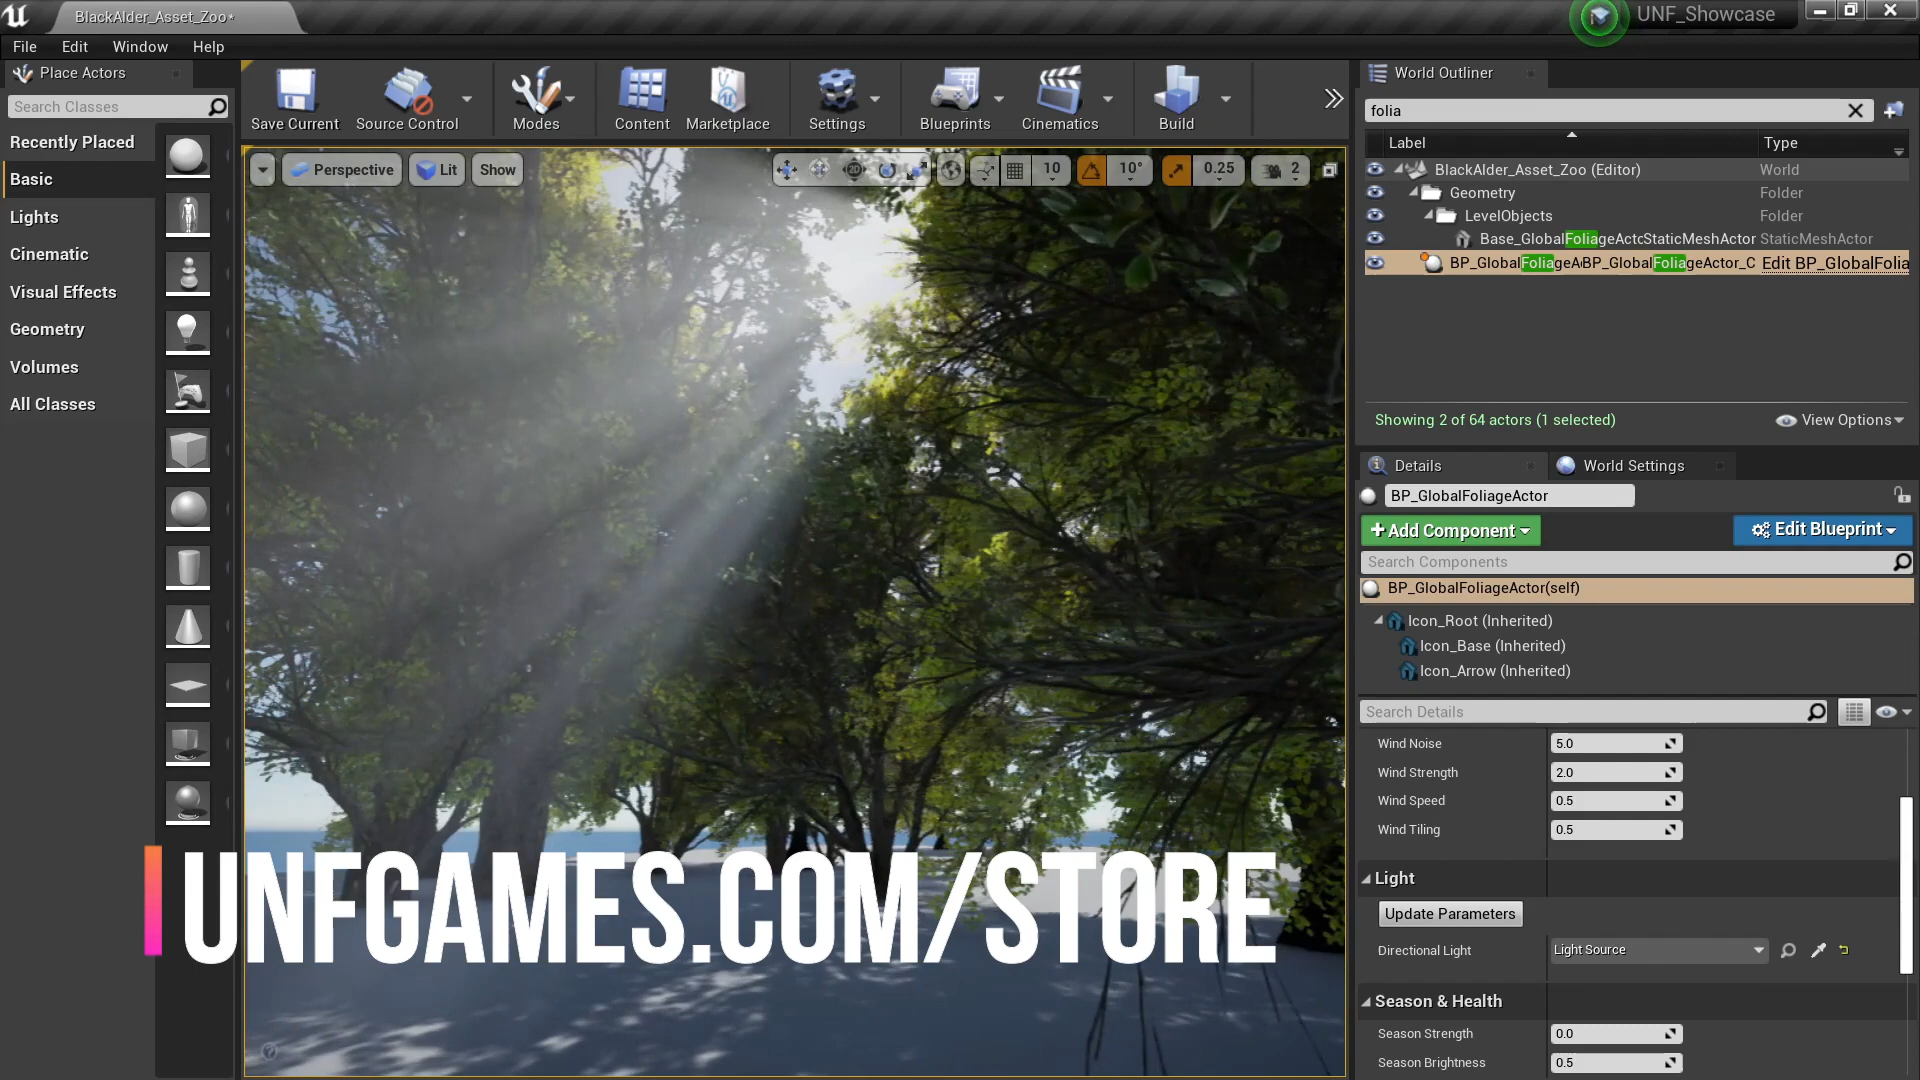 BlackAlder_Asset_Zoo*
UNF_Showcase
File Edit Window Help
Place Actors
Search Classes
Recently Placed
Basic
Lights
Cinematic
Visual Effects
Geometry
Volumes
All Classes
Save Current
Source Control
Modes
Content
Marketplace
Settings
Blueprints
Cinematics
Build
Perspective
Lit
Show
10
10°
0.25
2
UNFGAMES.COM/STORE
World Outliner
folia
Label Type
BlackAlder_Asset_Zoo (Editor) World
Geometry Folder
LevelObjects Folder
Base_GlobalFoliageActoStaticMeshActor StaticMeshActor
BP_GlobalFoliageABP_GlobalFoliageActor_C Edit BP_GlobalFolia
Showing 2 of 64 actors (1 selected)
View Options
Details
World Settings
BP_GlobalFoliageActor
+Add Component
Edit Blueprint
Search Components
BP_GlobalFoliageActor(self)
Icon_Root (Inherited)
Icon_Base (Inherited)
Icon_Arrow (Inherited)
Search Details
Wind Noise 5.0
Wind Strength 2.0
Wind Speed 0.5
Wind Tiling 0.5
Light
Update Parameters
Directional Light Light Source
Season & Health
Season Strength 0.0
Season Brightness 0.5